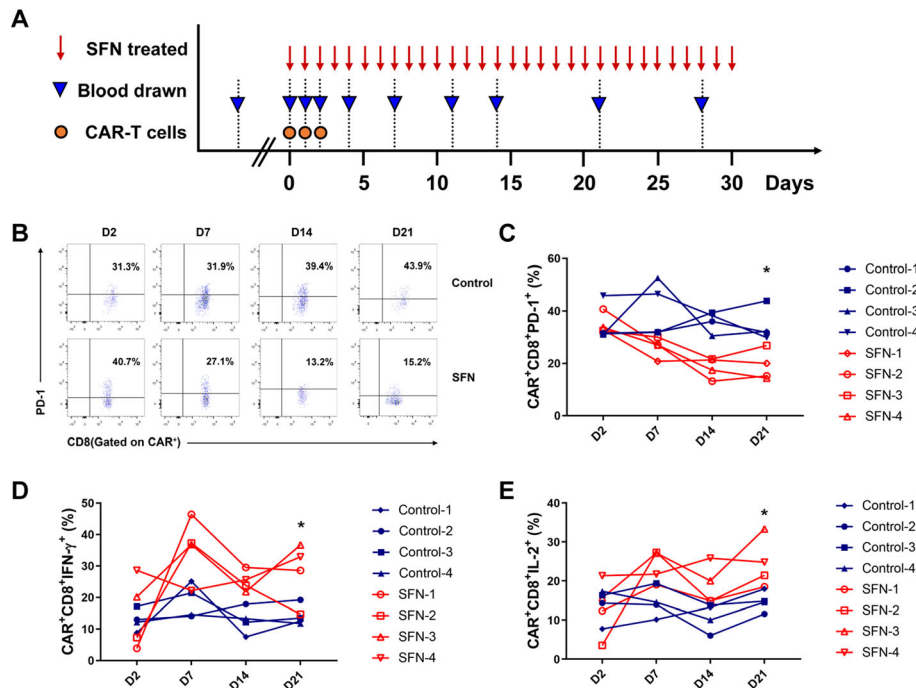 A
SFN treated
Blood drawn
CAR-T cells
0 5 10 15 20 25 30 Days
B
D2 D7 D14 D21
31.3% 31.9% 39.4% 43.9%
Control
40.7% 27.1% 13.2% 15.2%
SFN
PD-1
CD8(Gated on CAR⁺)
C
CAR⁺CD8⁺PD-1⁺ (%)
60
40
20
0
*
D2 D7 D14 D21
Control-1
Control-2
Control-3
Control-4
SFN-1
SFN-2
SFN-3
SFN-4
D
CAR⁺CD8⁺IFN-γ⁺ (%)
50
40
30
20
10
0
*
D2 D7 D14 D21
Control-1
Control-2
Control-3
Control-4
SFN-1
SFN-2
SFN-3
SFN-4
E
CAR⁺CD8⁺IL-2⁺ (%)
40
30
20
10
0
*
D2 D7 D14 D21
Control-1
Control-2
Control-3
Control-4
SFN-1
SFN-2
SFN-3
SFN-4